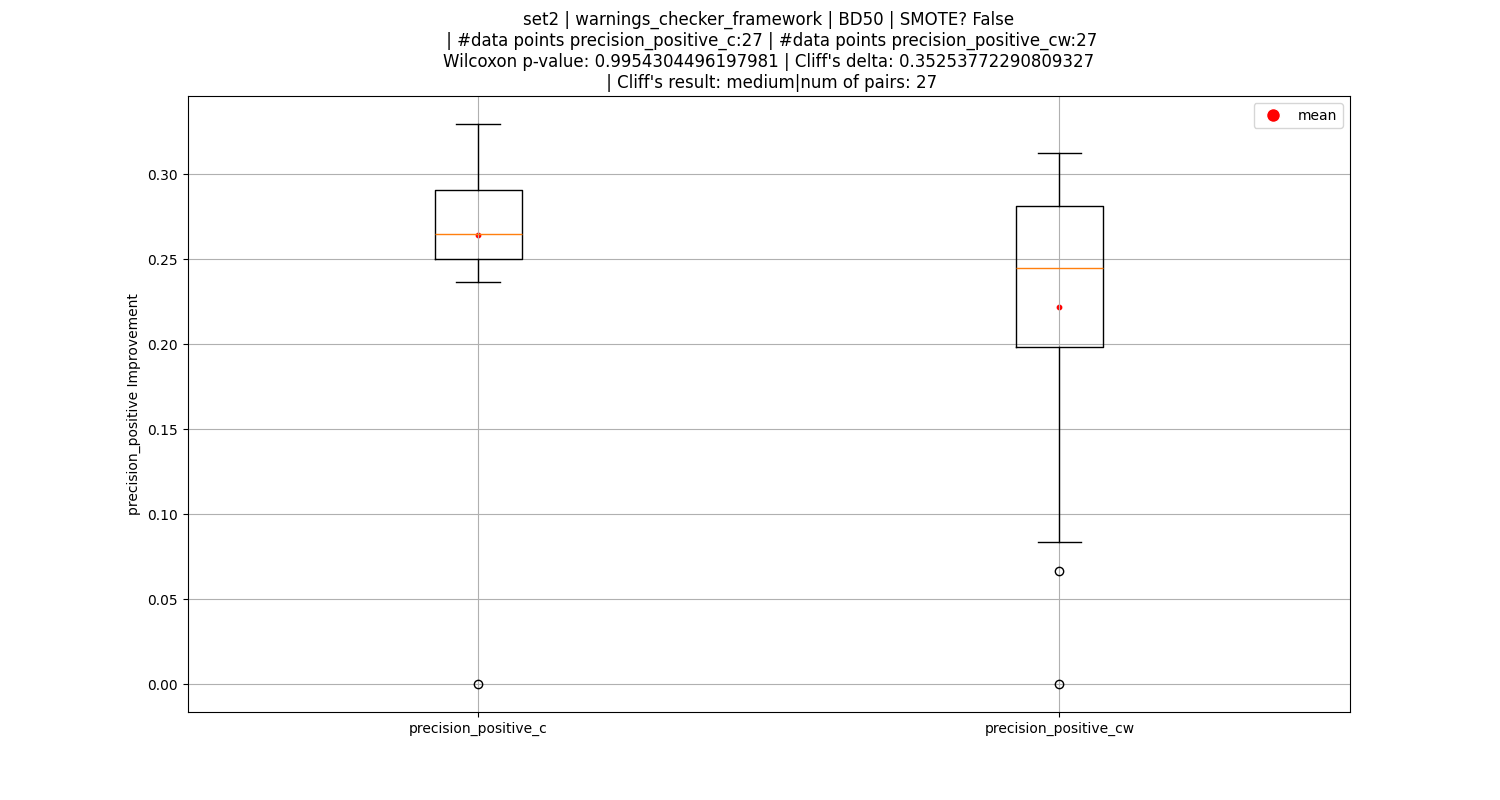 set2 | warnings_checker_framework | BD50 | SMOTE? False
| #data points precision_positive_c:27 | #data points precision_positive_cw:27
Wilcoxon p-value: 0.9954304496197981 | Cliff's delta: 0.35253772290809327
| Cliff's result: medium|num of pairs: 27
mean
0.30
0.25
0.20
0.15
0.10
0.05
0.00
precision_positive Improvement
precision_positive_c
precision_positive_cw